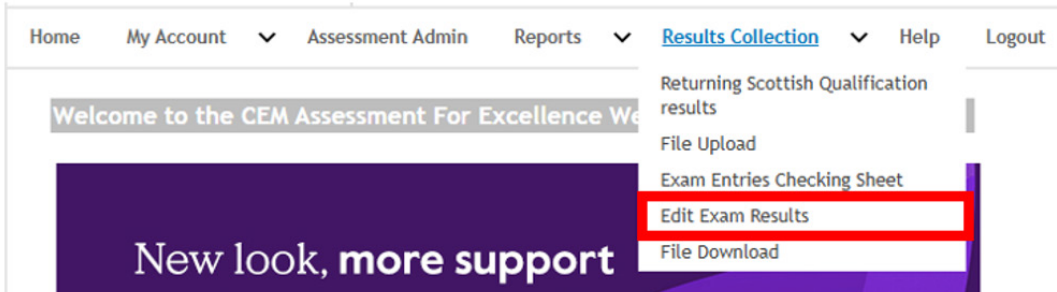 Home My Account Assessment Admin Reports Results Collection Help Logout
Returning Scottish Qualification
results
File Upload
Exam Entries Checking Sheet
Edit Exam Results
File Download
Welcome to the CEM Assessment For Excellence We
New look, more support